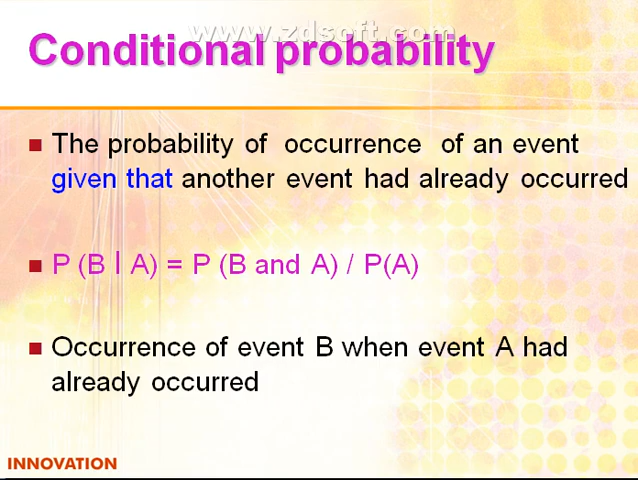 www.zdsoft.com
Conditional probability
The probability of occurrence of an event
given that another event had already occurred
P (B | A) = P (B and A) / P(A)
Occurrence of event B when event A had
already occurred
INNOVATION